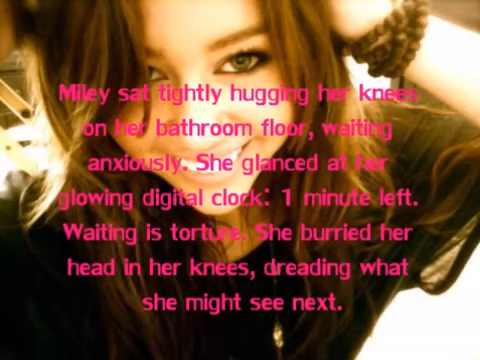 Miley sat tightly hugging her knees
on her bathroom floor, waiting
anxiously. She glanced at her
glowing digital clock: 1 minute left.
Waiting is torture. She burried her
head in her knees, dreading what
she might see next.